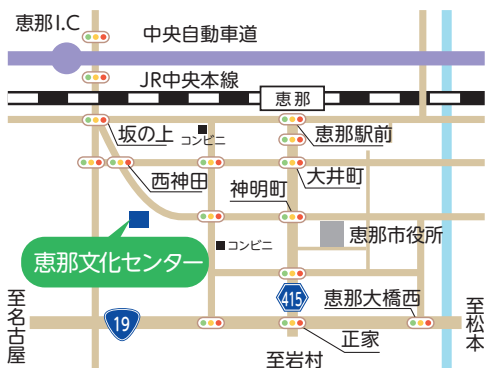 恵那I.C
中央自動車道
JR中央本線
恵那
坂の上
コンビニ
恵那駅前
西神田
大井町
神明町
恵那市役所
コンビニ
恵那文化センター
至名古屋
19
415
恵那大橋西
至松本
正家
至岩村